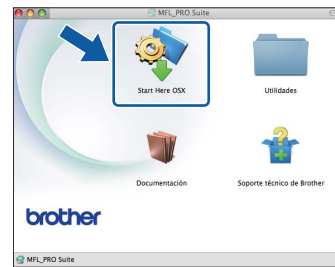 MFL_PRO Suite
Start Here OSX
Utilidades
Documentación
Soporte técnico de Brother
brother
MFL_PRO Suite